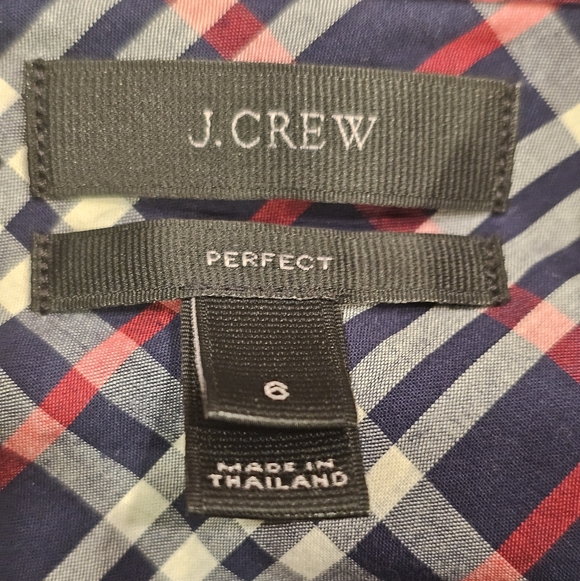 J.CREW
PERFECT
6
MADE IN
THAILAND